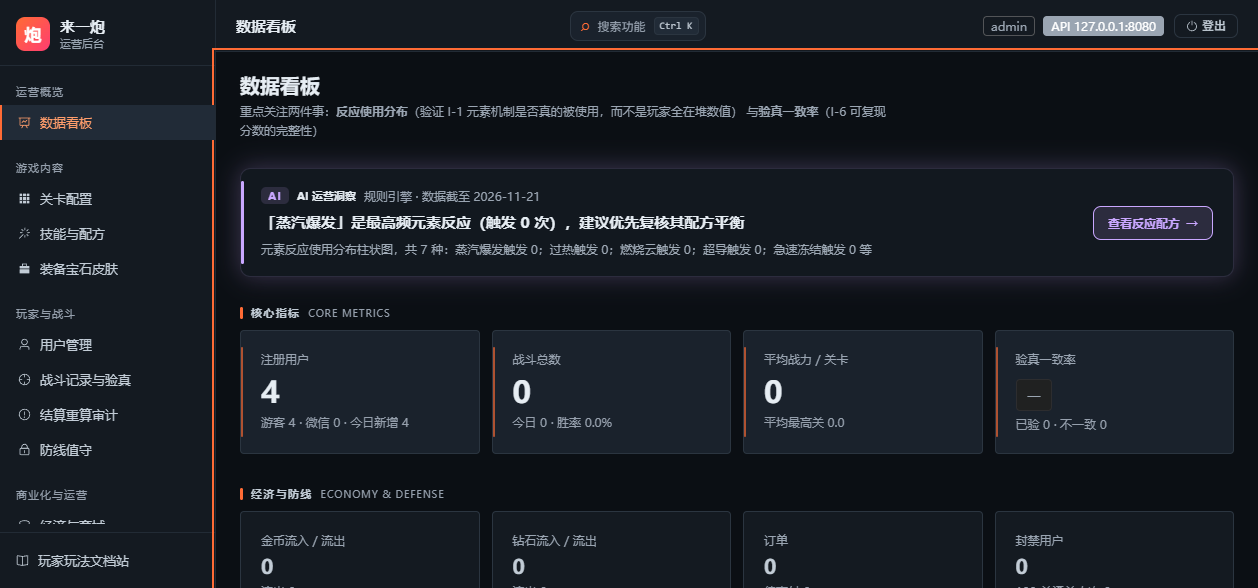 炮
来一炮
运营后台
数据看板
搜索功能 Ctrl K
admin
API 127.0.0.1:8080
登出
运营概览
数据看板
游戏内容
关卡配置
技能与配方
装备宝石皮肤
玩家与战斗
用户管理
战斗记录与验真
结算重算审计
防线值守
商业化与运营
经济与商城
玩家玩法文档站
数据看板
重点关注两件事：反应使用分布（验证 I-1 元素机制是否真的被使用，而不是玩家全在堆数值） 与验真一致率（I-6 可复现
分数的完整性）
AI AI 运营洞察 规则引擎 · 数据截至 2026-11-21
「蒸汽爆发」是最高频元素反应（触发 0 次），建议优先复核其配方平衡
元素反应使用分布柱状图，共 7 种：蒸汽爆发触发 0；过热触发 0；燃烧云触发 0；超导触发 0；急速冻结触发 0 等
查看反应配方 →
核心指标 CORE METRICS
注册用户
4
游客 4 · 微信 0 · 今日新增 4
战斗总数
0
今日 0 · 胜率 0.0%
平均战力 / 关卡
0
平均最高关 0.0
验真一致率
—
已验 0 · 不一致 0
经济与防线 ECONOMY & DEFENSE
金币流入 / 流出
0
钻石流入 / 流出
0
订单
0
封禁用户
0